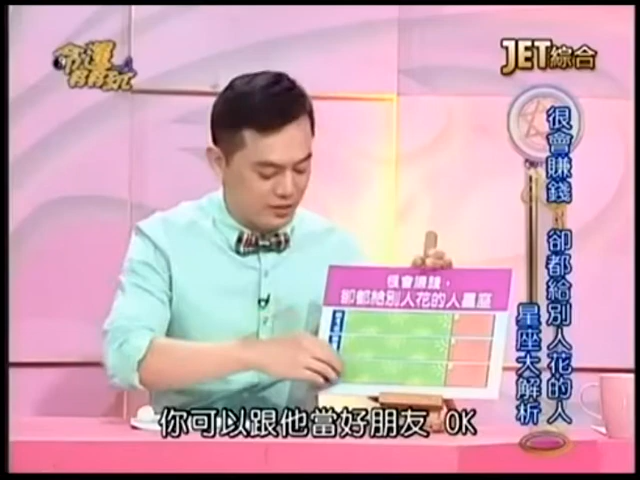 命運好好玩
JET綜合
很會賺錢
卻都給別人花的人
星座大解析
很會賺錢，
卻都給別人花的人星座
你可以跟他當好朋友 OK